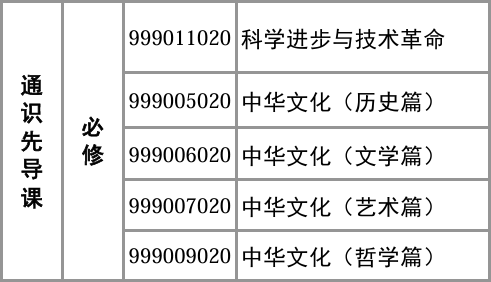 通识先导课
必修
999011020 科学进步与技术革命
999005020 中华文化（历史篇）
999006020 中华文化（文学篇）
999007020 中华文化（艺术篇）
999009020 中华文化（哲学篇）